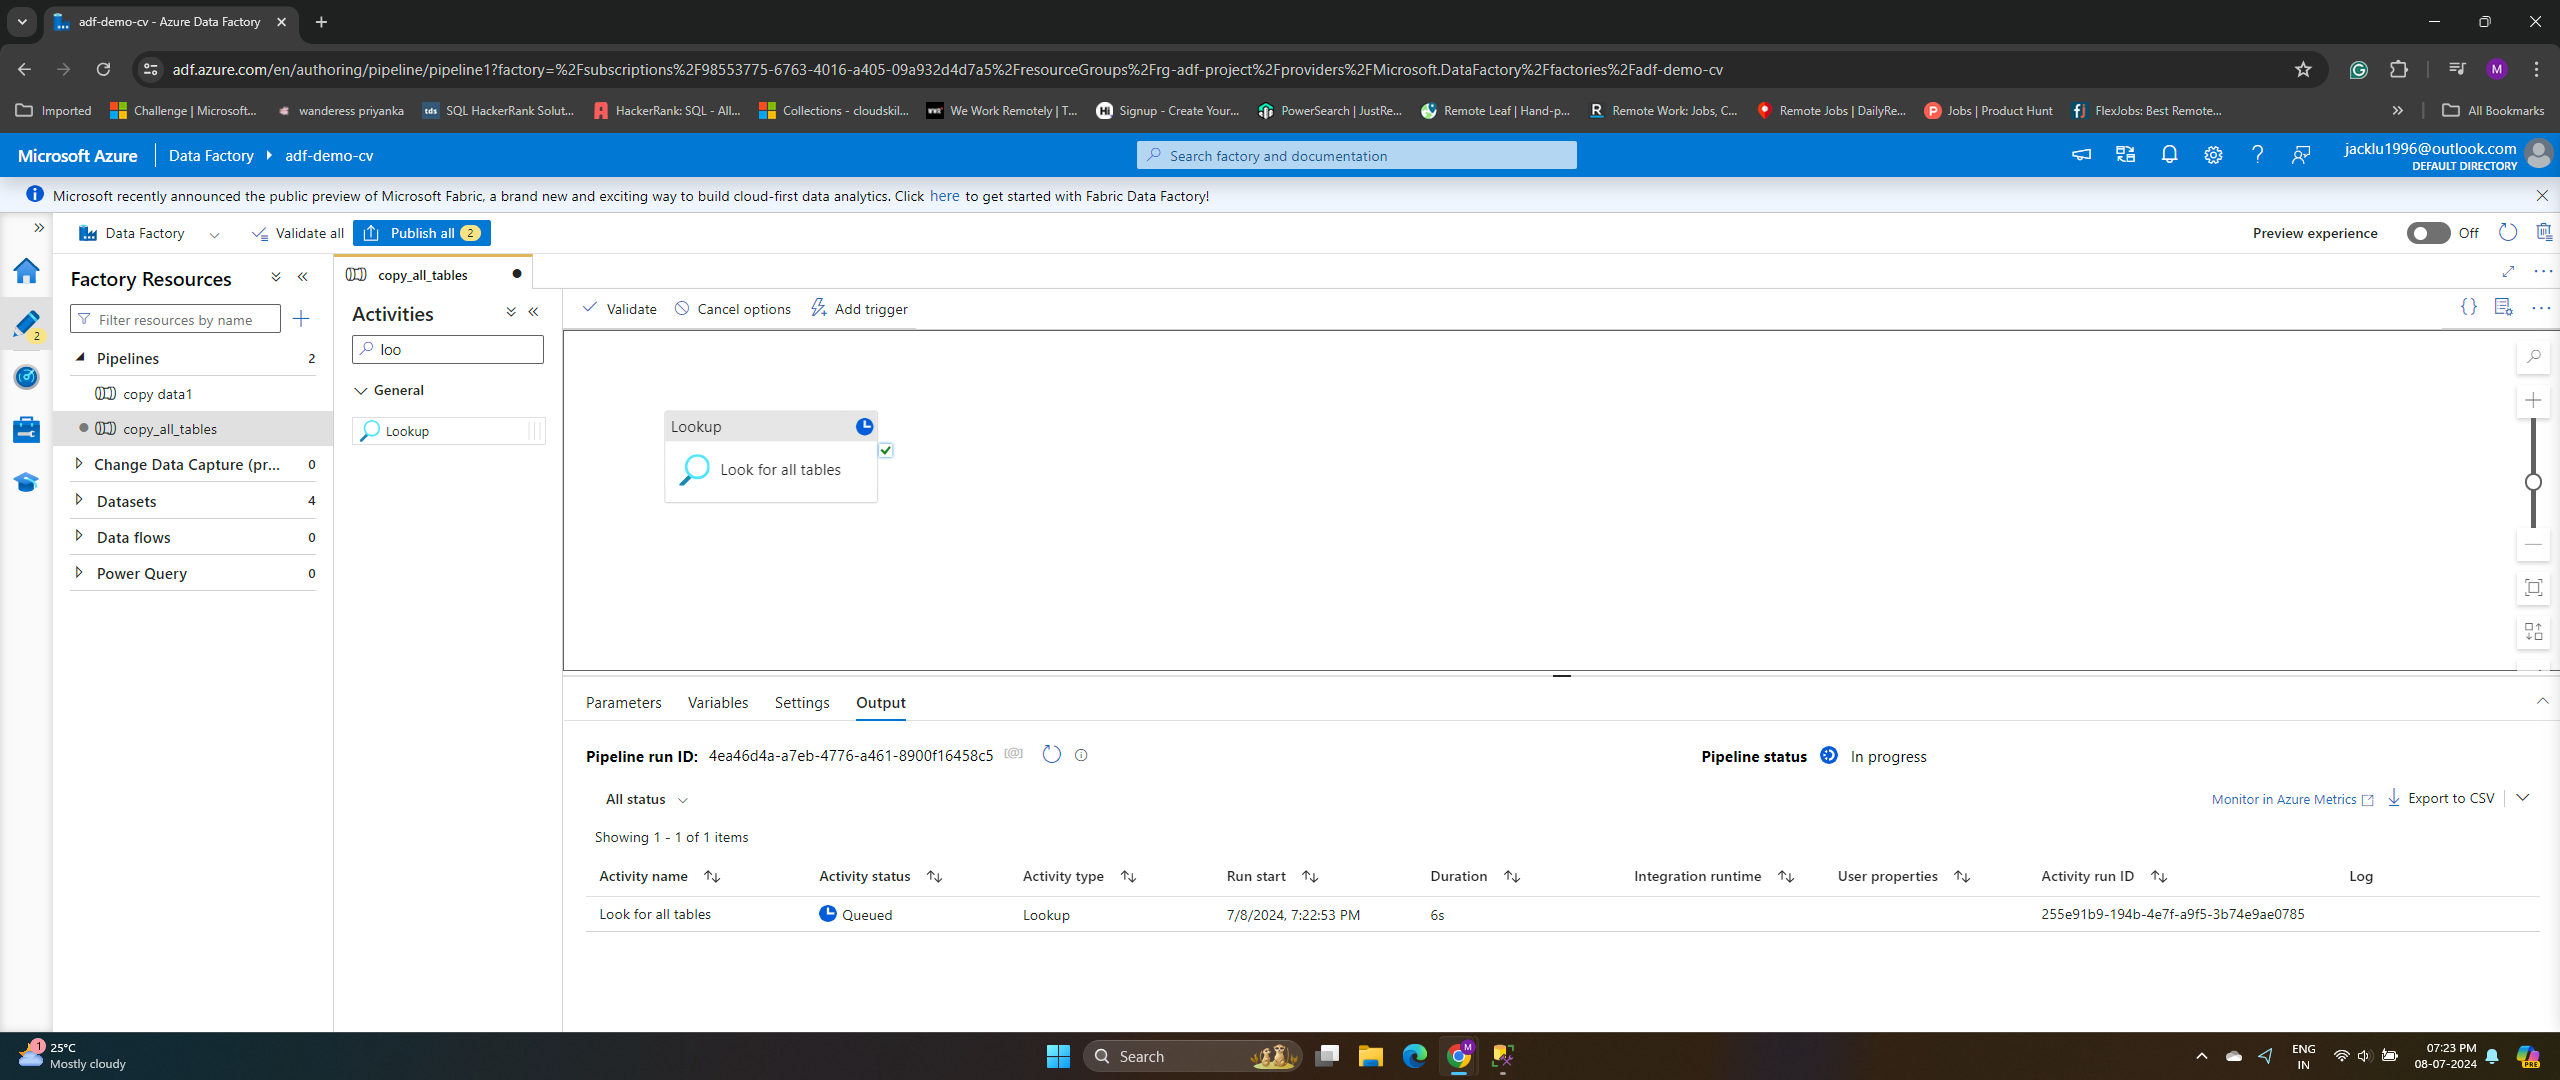 adf-demo-cv - Azure Data Factory
adf.azure.com/en/authoring/pipeline/pipeline1?factory=%2Fsubscriptions%2F98553775-6763-4016-a405-09a932d4d7a5%2FresourceGroups%2Frg-adf-project%2Fproviders%2FMicrosoft.DataFactory%2Ffactories%2Fadf-demo-cv
M
Imported
Challenge | Microsoft...
wanderess priyanka
tds SQL HackerRank Solut...
HackerRank: SQL - All...
Collections - cloudskil...
We Work Remotely | T...
Signup - Create Your...
PowerSearch | JustRe...
Remote Leaf | Hand-p...
Remote Work: Jobs, C...
Remote Jobs | DailyRe...
Jobs | Product Hunt
FlexJobs: Best Remote...
All Bookmarks
Microsoft Azure
Data Factory
adf-demo-cv
Search factory and documentation
jacklu1996@outlook.com
DEFAULT DIRECTORY
Microsoft recently announced the public preview of Microsoft Fabric, a brand new and exciting way to build cloud-first data analytics. Click here to get started with Fabric Data Factory!
Data Factory
Validate all
Publish all 2
Preview experience
Off
2
Factory Resources
Filter resources by name
Pipelines 2
copy data1
copy_all_tables
Change Data Capture (pr... 0
Datasets 4
Data flows 0
Power Query 0
copy_all_tables
Activities
loo
General
Lookup
Validate
Cancel options
Add trigger
Lookup
Look for all tables
Parameters
Variables
Settings
Output
Pipeline run ID: 4ea46d4a-a7eb-4776-a461-8900f16458c5
Pipeline status In progress
All status
Monitor in Azure Metrics
Export to CSV
Showing 1 - 1 of 1 items
Activity name Activity status Activity type Run start Duration Integration runtime User properties Activity run ID Log
Look for all tables Queued Lookup 7/8/2024, 7:22:53 PM 6s 255e91b9-194b-4e7f-a9f5-3b74e9ae0785
1
25°C
Mostly cloudy
Search
M
ENG
IN
07:23 PM
08-07-2024
PRE